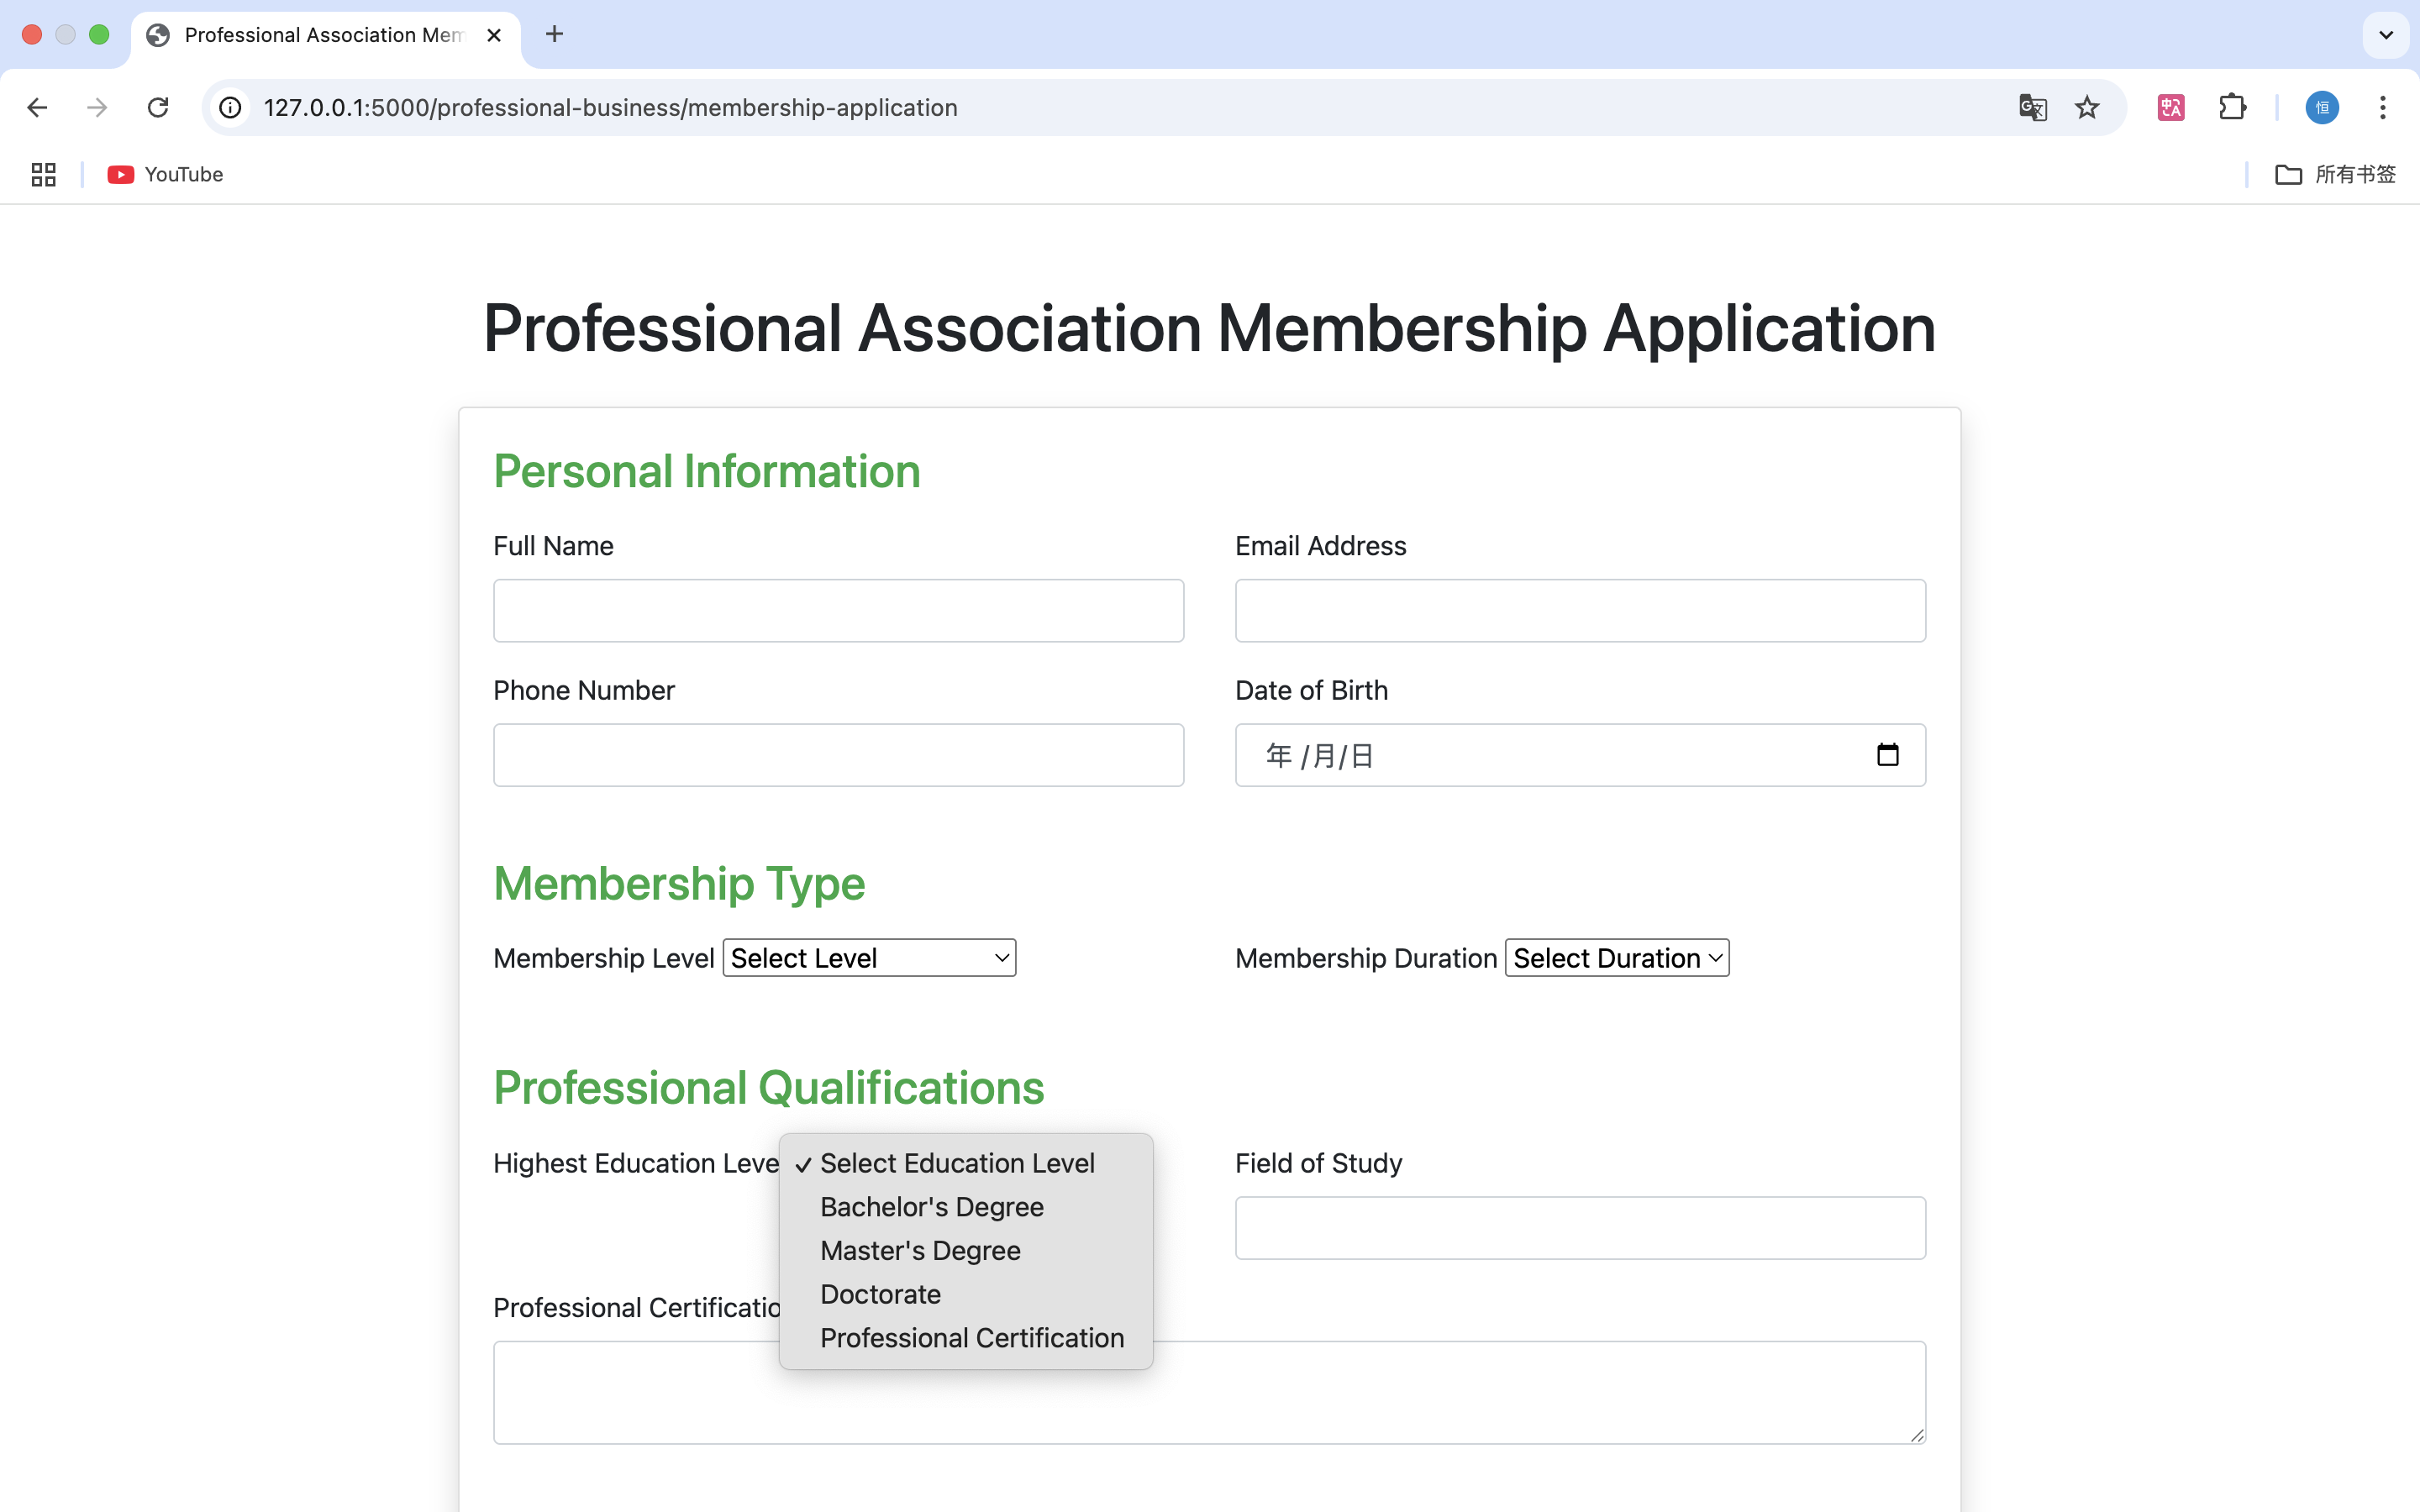 Professional Association Mem
127.0.0.1:5000/professional-business/membership-application
恒
YouTube
所有书签
Professional Association Membership Application
Personal Information
Full Name
Email Address
Phone Number
Date of Birth
年 /月/日
Membership Type
Membership Level Select Level
Membership Duration Select Duration
Professional Qualifications
Highest Education Leve
✓ Select Education Level
Bachelor's Degree
Master's Degree
Doctorate
Professional Certification
Field of Study
Professional Certificatio